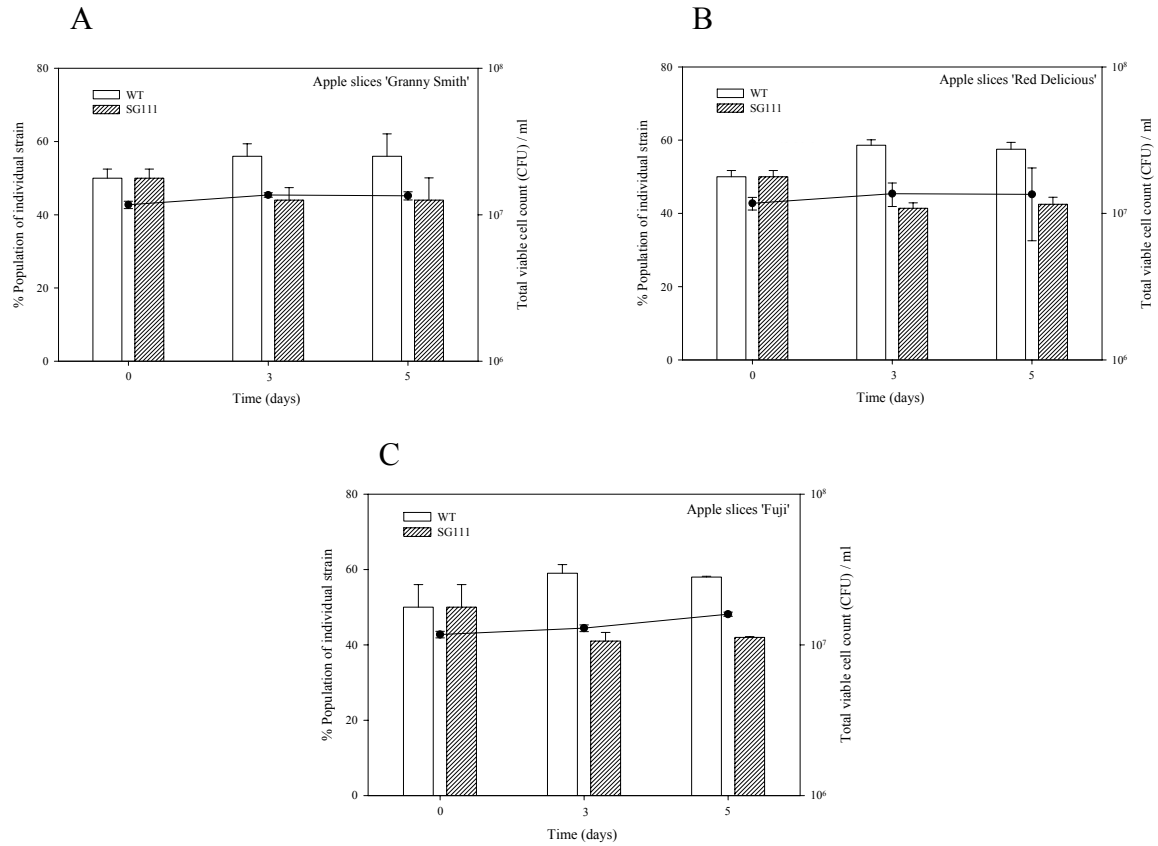 A
Apple slices 'Granny Smith'
WT
SG111
% Population of individual strain
80
60
40
20
0
10⁸
10⁷
10⁶
Total viable cell count (CFU) / ml
0 3 5
Time (days)
B
Apple slices 'Red Delicious'
WT
SG111
% Population of individual strain
80
60
40
20
0
10⁸
10⁷
10⁶
Total viable cell count (CFU) / ml
0 3 5
Time (days)
C
Apple slices 'Fuji'
WT
SG111
% Population of individual strain
80
60
40
20
0
10⁸
10⁷
10⁶
Total viable cell count (CFU) / ml
0 3 5
Time (days)